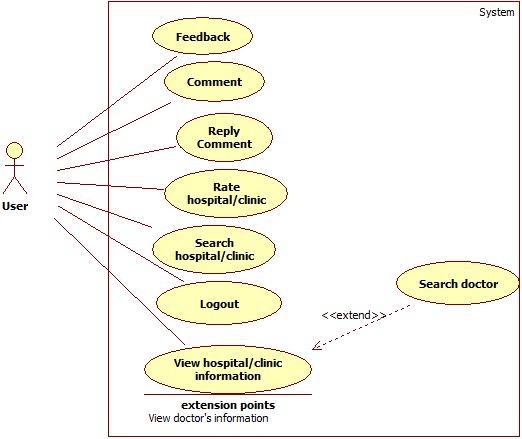 System
Feedback
Comment
Reply
Comment
Rate
hospital/clinic
User
Search
hospital/clinic
Search doctor
Logout
<<extend>>
View hospital/clinic
information
extension points
View doctor's information